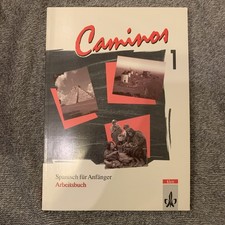 Caminos
1
Spanisch für Anfänger
Arbeitsbuch
Klett